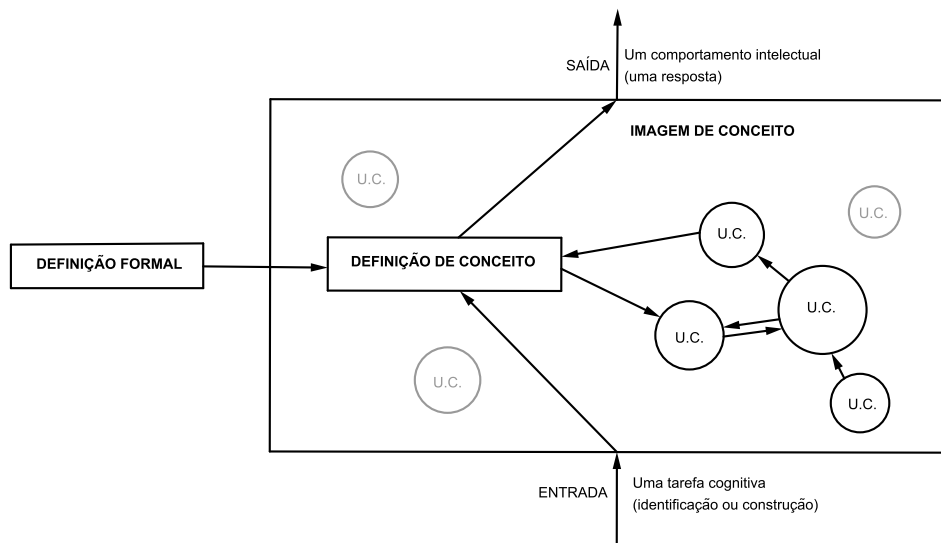 Um comportamento intelectual
SAÍDA
(uma resposta)
IMAGEM DE CONCEITO
U.C.
U.C.
U.C.
DEFINIÇÃO FORMAL
DEFINIÇÃO DE CONCEITO
U.C.
U.C.
U.C.
U.C.
ENTRADA
Uma tarefa cognitiva
(identificação ou construção)